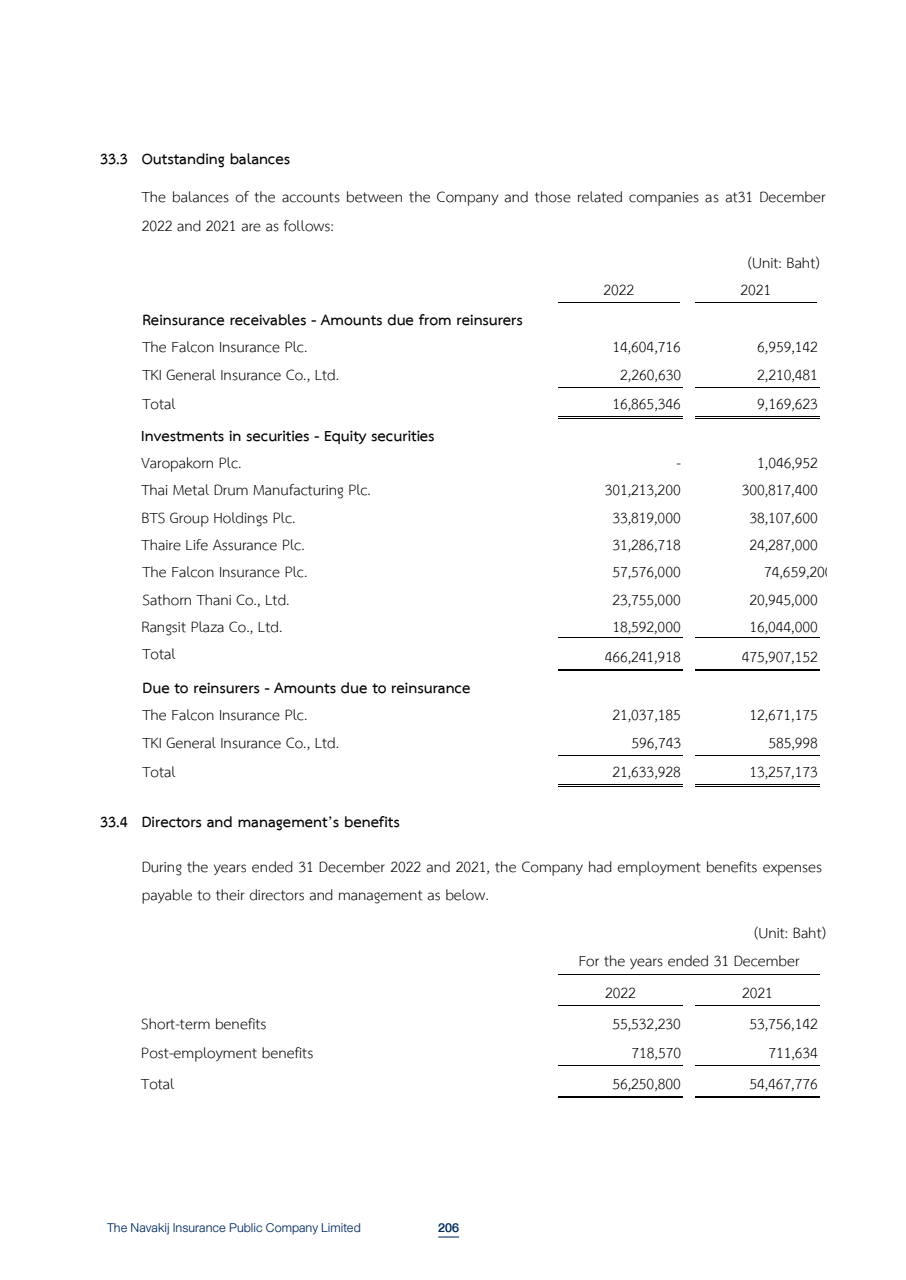 33.3 Outstanding balances
The balances of the accounts between the Company and those related companies as at31 December
2022 and 2021 are as follows:
(Unit: Baht)
2022 2021
Reinsurance receivables - Amounts due from reinsurers
The Falcon Insurance Plc. 14,604,716 6,959,142
TKI General Insurance Co., Ltd. 2,260,630 2,210,481
Total 16,865,346 9,169,623
Investments in securities - Equity securities
Varopakorn Plc. - 1,046,952
Thai Metal Drum Manufacturing Plc. 301,213,200 300,817,400
BTS Group Holdings Plc. 33,819,000 38,107,600
Thaire Life Assurance Plc. 31,286,718 24,287,000
The Falcon Insurance Plc. 57,576,000 74,659,200
Sathorn Thani Co., Ltd. 23,755,000 20,945,000
Rangsit Plaza Co., Ltd. 18,592,000 16,044,000
Total 466,241,918 475,907,152
Due to reinsurers - Amounts due to reinsurance
The Falcon Insurance Plc. 21,037,185 12,671,175
TKI General Insurance Co., Ltd. 596,743 585,998
Total 21,633,928 13,257,173
33.4 Directors and management's benefits
During the years ended 31 December 2022 and 2021, the Company had employment benefits expenses
payable to their directors and management as below.
(Unit: Baht)
For the years ended 31 December
2022 2021
Short-term benefits 55,532,230 53,756,142
Post-employment benefits 718,570 711,634
Total 56,250,800 54,467,776
The Navakij Insurance Public Company Limited 206